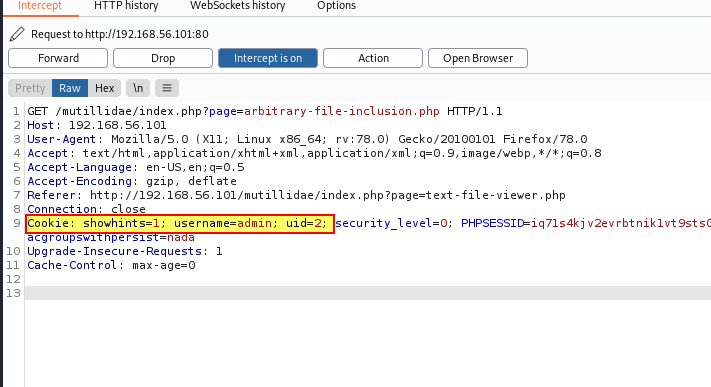 Intercept HTTP history WebSockets history Options
Request to http://192.168.56.101:80
Forward Drop Intercept is on Action Open Browser
Pretty Raw Hex \n
1 GET /mutillidae/index.php?page=arbitrary-file-inclusion.php HTTP/1.1
2 Host: 192.168.56.101
3 User-Agent: Mozilla/5.0 (X11; Linux x86_64; rv:78.0) Gecko/20100101 Firefox/78.0
4 Accept: text/html,application/xhtml+xml,application/xml;q=0.9,image/webp,*/*;q=0.8
5 Accept-Language: en-US,en;q=0.5
6 Accept-Encoding: gzip, deflate
7 Referer: http://192.168.56.101/mutillidae/index.php?page=text-file-viewer.php
8 Connection: close
9 Cookie: showhints=1; username=admin; uid=2; security_level=0; PHPSESSID=iq71s4kjv2evrbtnik1vt9sts
acgroupswithpersist=nada
10 Upgrade-Insecure-Requests: 1
11 Cache-Control: max-age=0
12
13